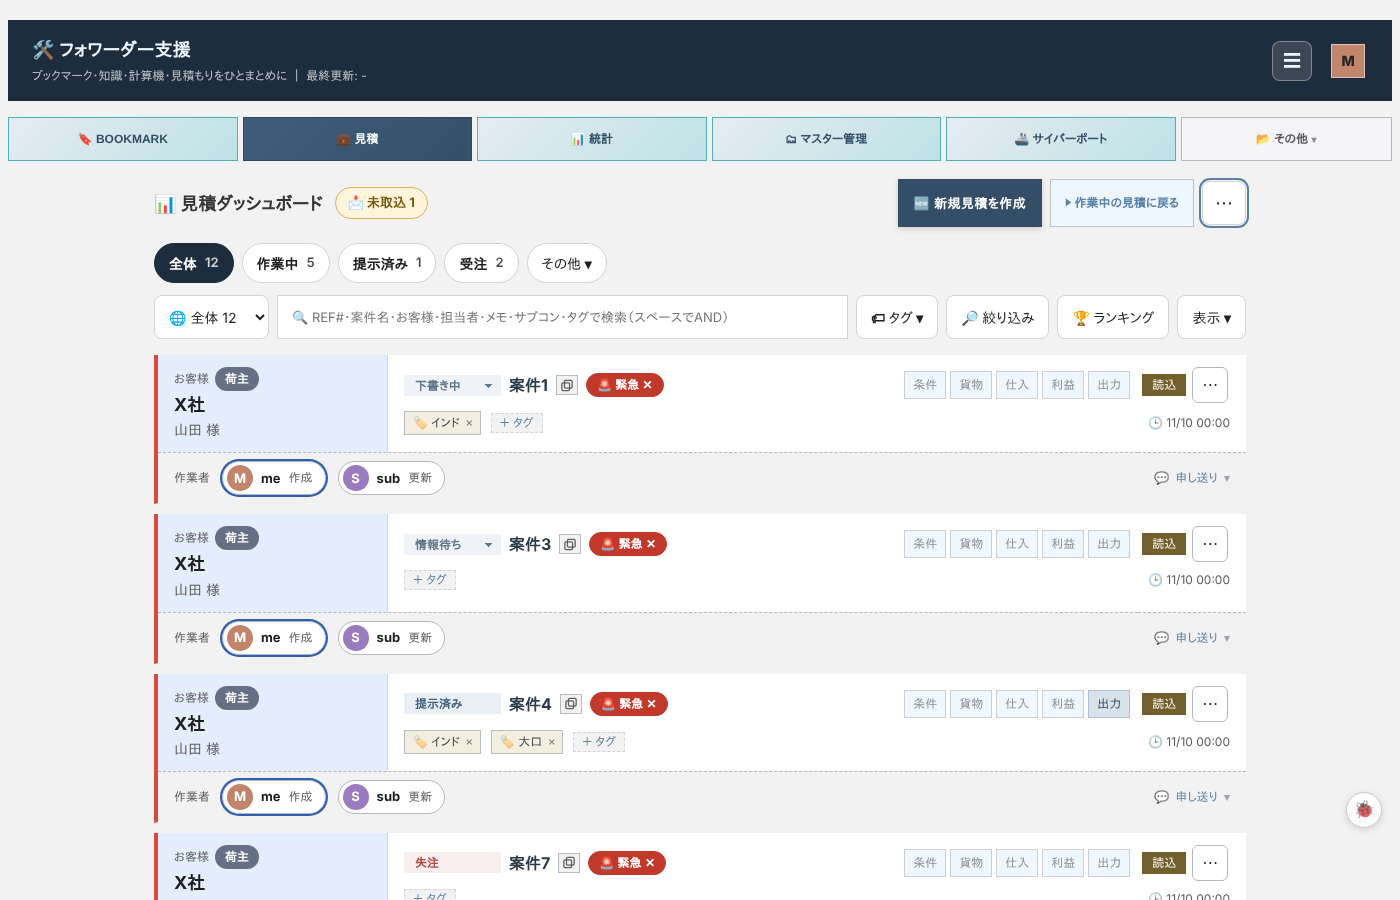 🛠️ フォワーダー支援
ブックマーク・知識・計算機・見積もりをひとまとめに ｜ 最終更新: -
☰ M
🔖 BOOKMARK 💼 見積 📊 統計 🗂 マスター管理 🚢 サイバーポート 📂 その他 ▾
📊 見積ダッシュボード 📩 未取込 1 🆕 新規見積を作成 ▶ 作業中の見積に戻る ⋯
全体 12 作業中 5 提示済み 1 受注 2 その他 ▾
🌐 全体 12 🔍 REF#・案件名・お客様・担当者・メモ・サブコン・タグで検索（スペースでAND） 🏷 タグ ▾ 🔎 絞り込み 🏆 ランキング 表示 ▾
お客様 荷主
X社
山田 様
下書き中 案件1 🚨 緊急 ✕ 条件 貨物 仕入 利益 出力 読込 ⋯
🏷️ インド × ＋ タグ 🕒 11/10 00:00
作業者 M me 作成 S sub 更新 💬 申し送り ▾
お客様 荷主
X社
山田 様
情報待ち 案件3 🚨 緊急 ✕ 条件 貨物 仕入 利益 出力 読込 ⋯
＋ タグ 🕒 11/10 00:00
作業者 M me 作成 S sub 更新 💬 申し送り ▾
お客様 荷主
X社
山田 様
提示済み 案件4 🚨 緊急 ✕ 条件 貨物 仕入 利益 出力 読込 ⋯
🏷️ インド × 🏷️ 大口 × ＋ タグ 🕒 11/10 00:00
作業者 M me 作成 S sub 更新 💬 申し送り ▾
お客様 荷主
X社
失注 案件7 🚨 緊急 ✕ 条件 貨物 仕入 利益 出力 読込 ⋯
＋ タグ 🕒 11/10 00:00